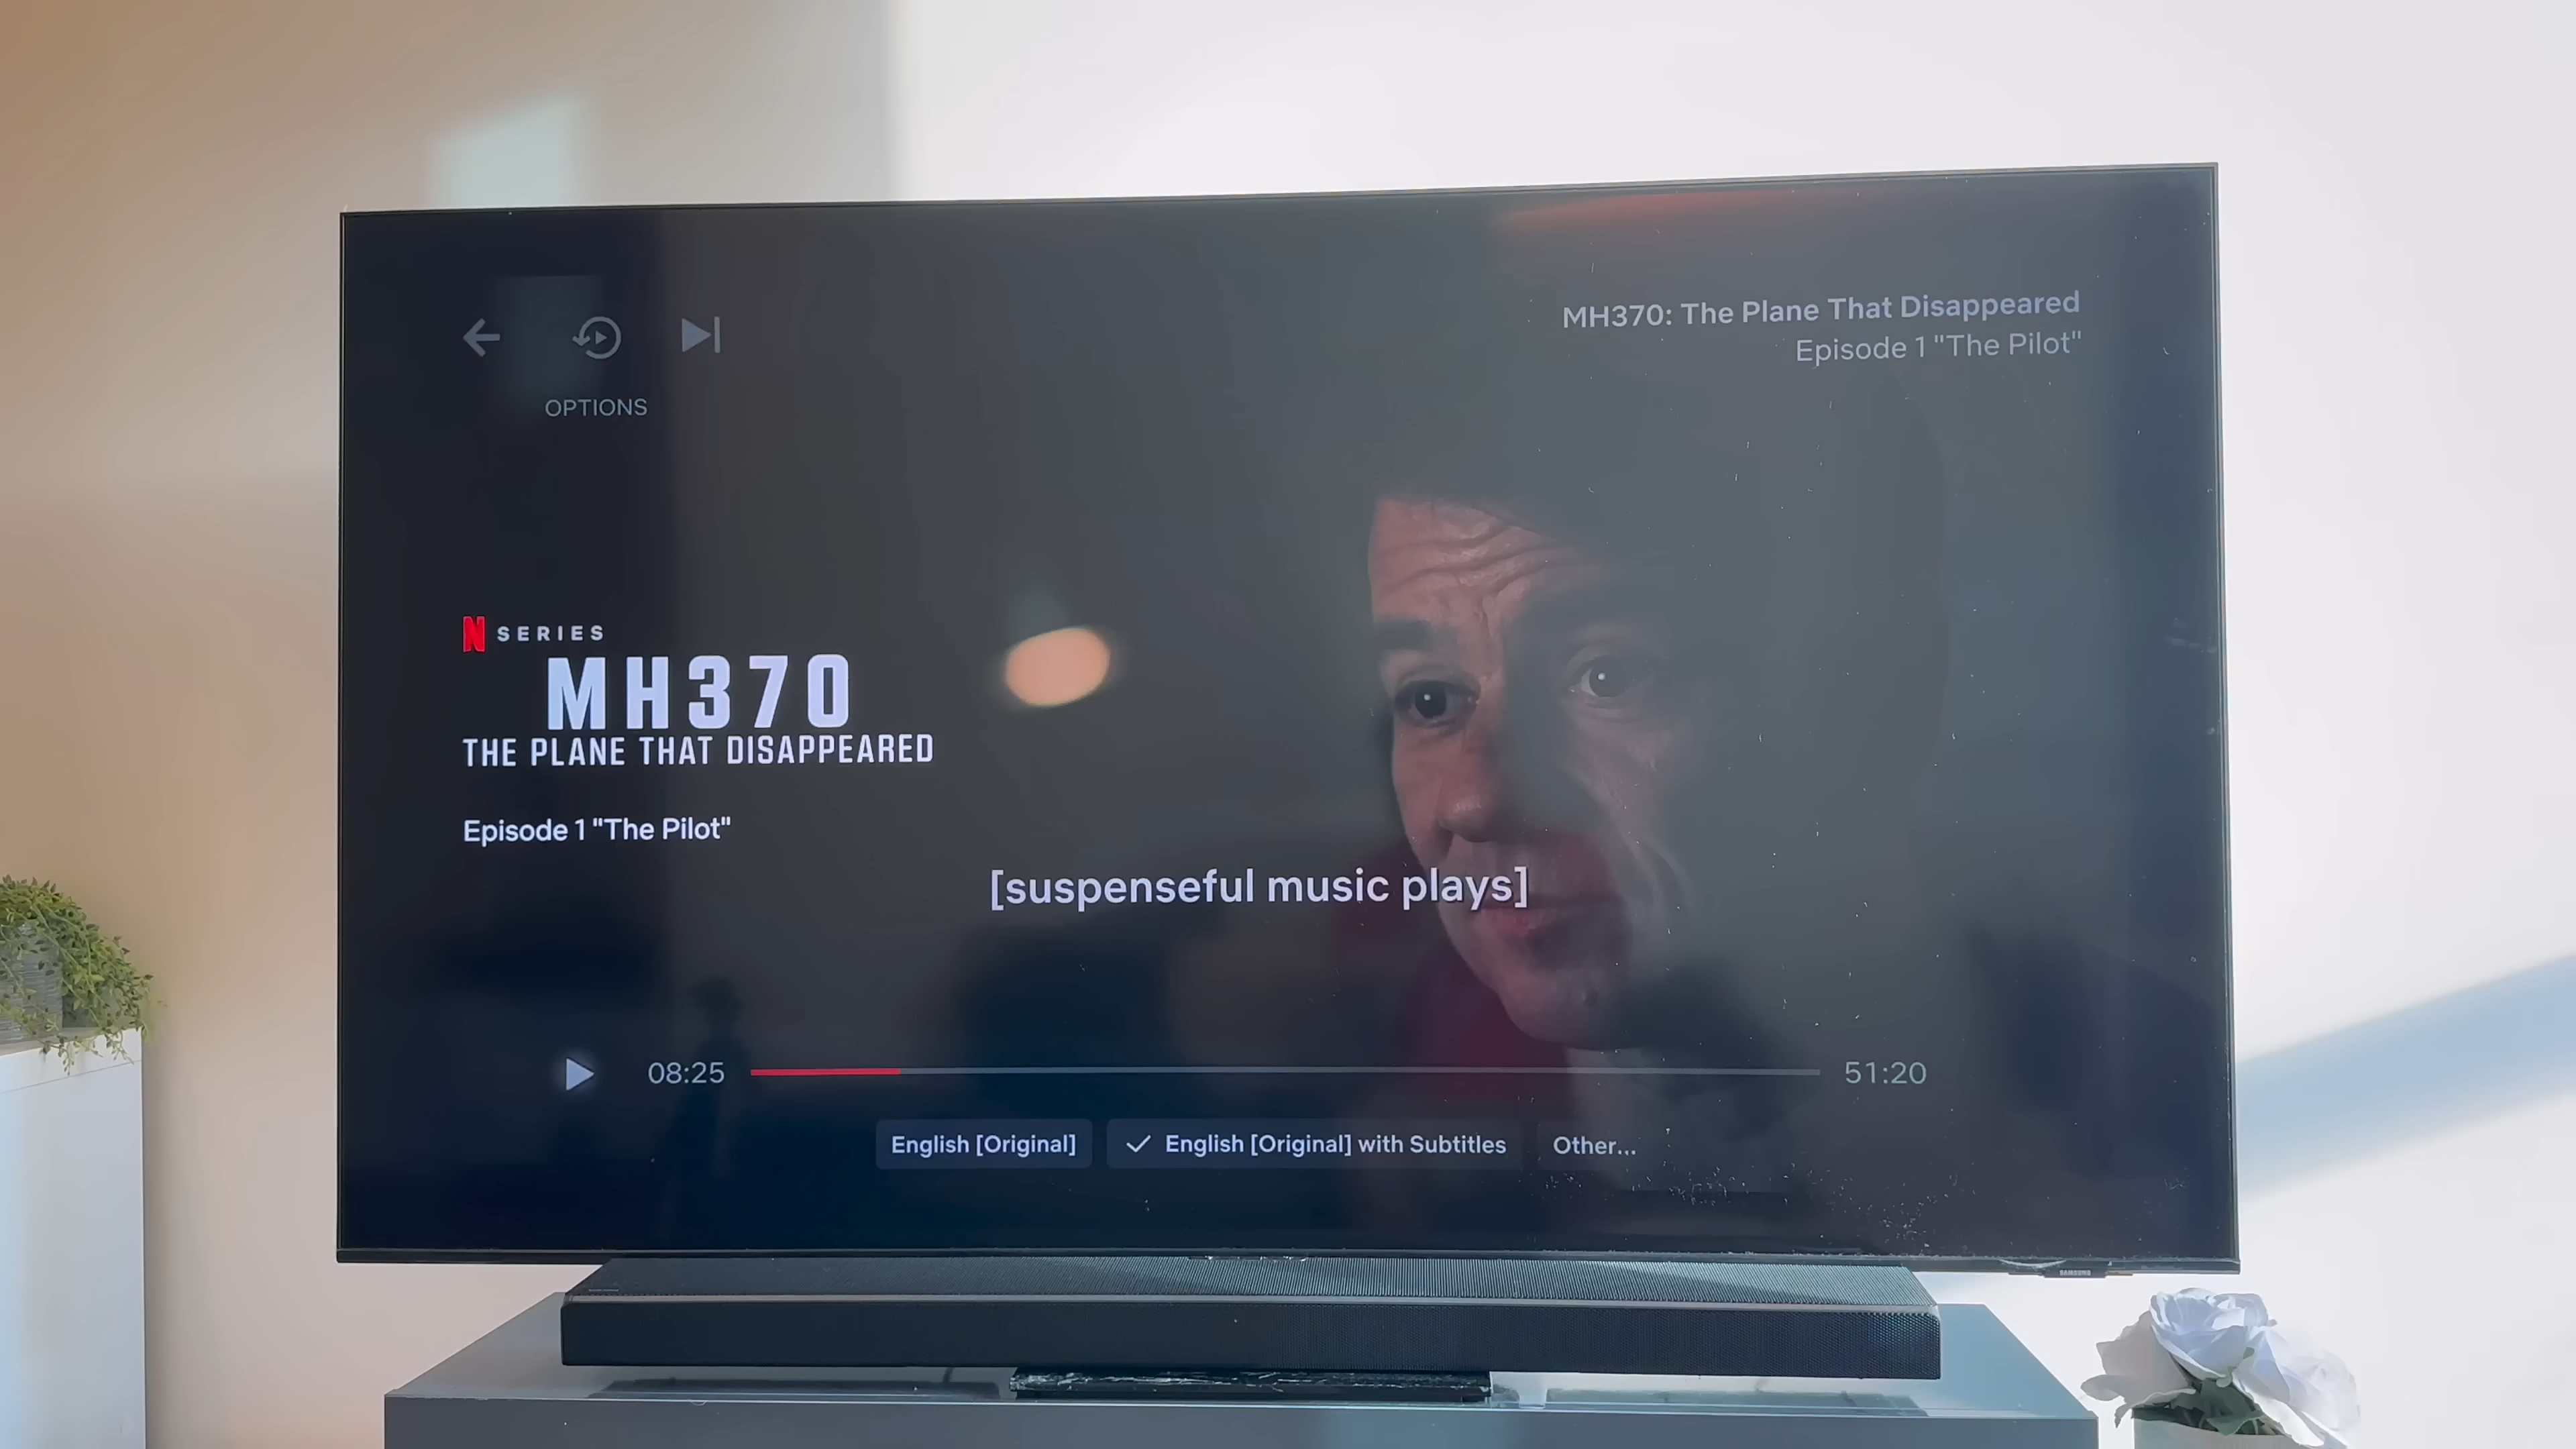 MH370: The Plane That Disappeared
Episode 1 "The Pilot"
OPTIONS
N SERIES
MH370
THE PLANE THAT DISAPPEARED
Episode 1 "The Pilot"
[suspenseful music plays]
08:25
51:20
English [Original]
English [Original] with Subtitles
Other...
SAMSUNG